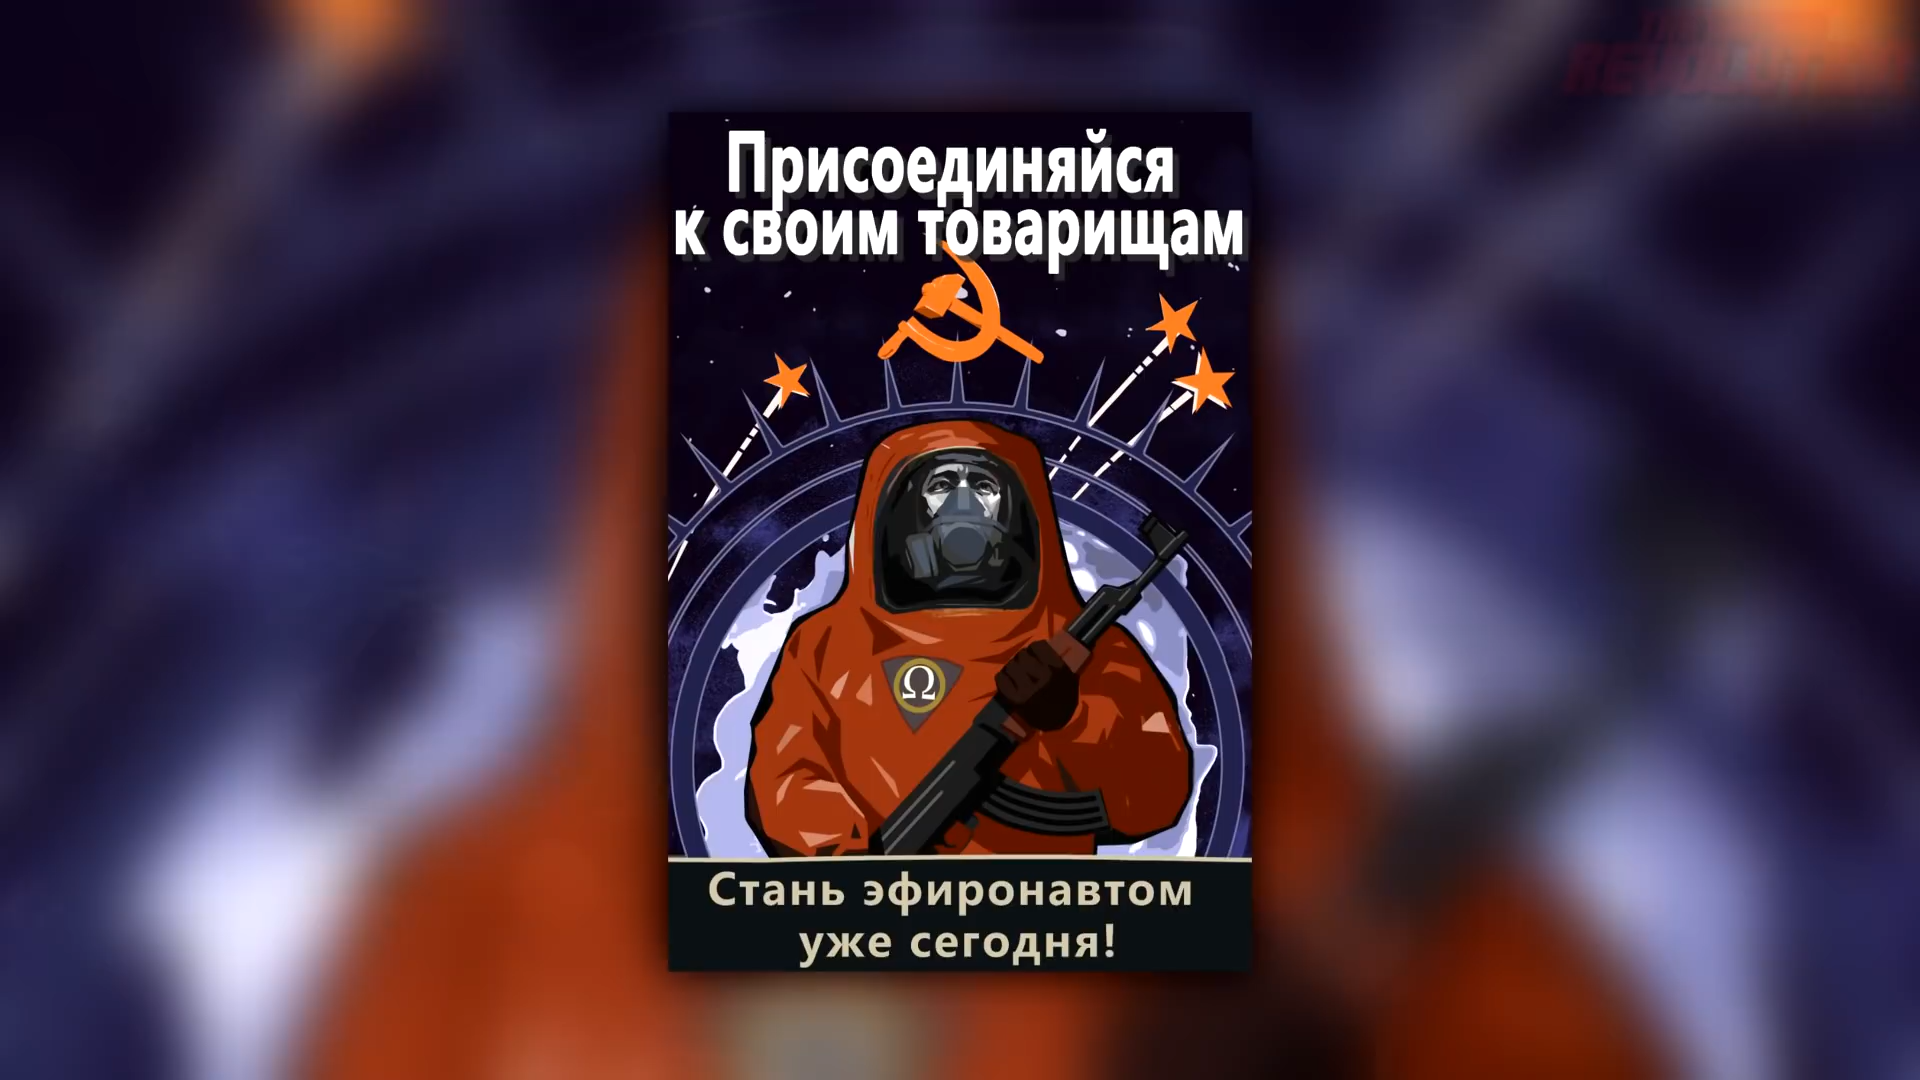 Присоединяйся
к своим товарищам
Ω
Стань эфиронавтом
уже сегодня!